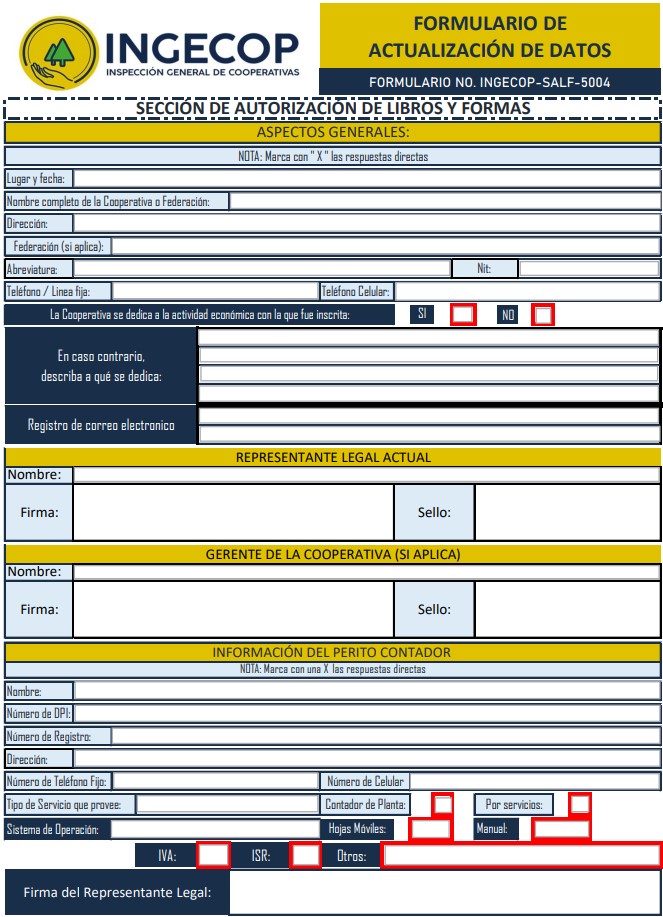 INGECOP
INSPECCIÓN GENERAL DE COOPERATIVAS
FORMULARIO DE
ACTUALIZACIÓN DE DATOS
FORMULARIO NO. INGECOP-SALF-5004
SECCIÓN DE AUTORIZACIÓN DE LIBROS Y FORMAS
ASPECTOS GENERALES:
NOTA: Marca con " X " las respuestas directas
Lugar y fecha:
Nombre completo de la Cooperativa o Federación:
Dirección:
Federación (si aplica):
Abreviatura: Nit:
Teléfono / Linea fija: Teléfono Celular:
La Cooperativa se dedica a la actividad económica con la que fue inscrita: SI NO
En caso contrario,
describa a qué se dedica:
Registro de correo electronico
REPRESENTANTE LEGAL ACTUAL
Nombre:
Firma: Sello:
GERENTE DE LA COOPERATIVA (SI APLICA)
Nombre:
Firma: Sello:
INFORMACIÓN DEL PERITO CONTADOR
NOTA: Marca con una X las respuestas directas
Nombre:
Número de DPI:
Número de Registro:
Dirección:
Número de Teléfono Fijo: Número de Celular
Tipo de Servicio que provee: Contador de Planta: Por servicios:
Sistema de Operación: Hojas Móviles: Manual:
IVA: ISR: Otros:
Firma del Representante Legal: